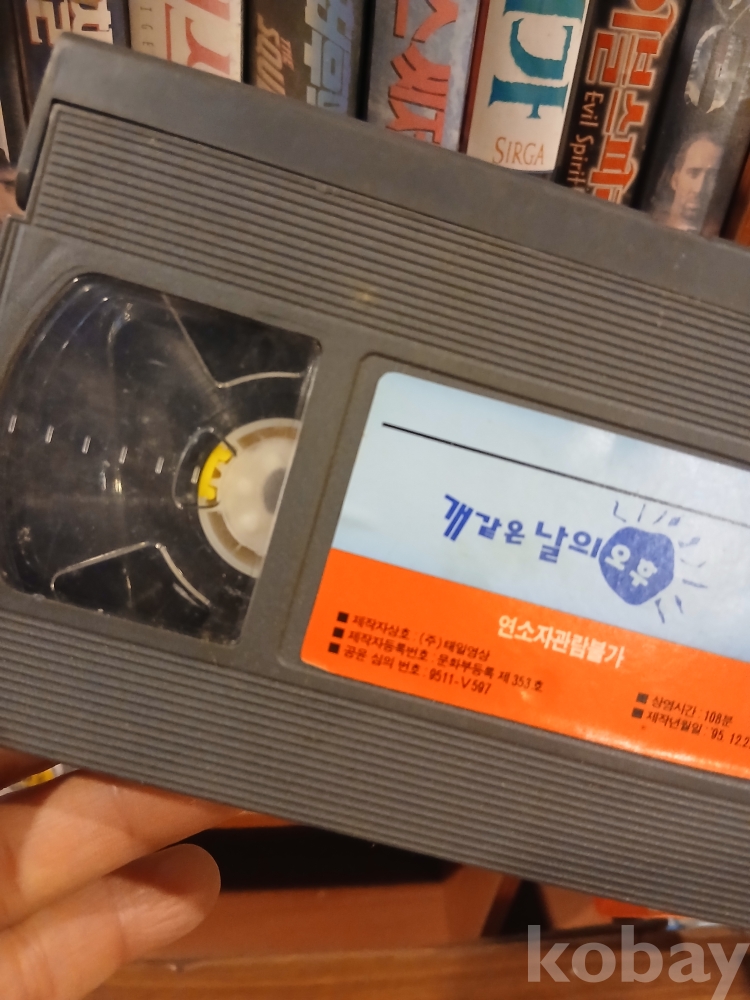 SIRGA
Evil Spirit
개같은 날의 오후
연소자관람불가
■ 제작자상호 : (주)태일영상
■ 제작자등록번호 : 문화부등록 제 353 호
■ 공윤 심의 번호 : 9511-V597
■ 상영시간 : 108분
■ 제작년월일 : '95. 12.2
kobay